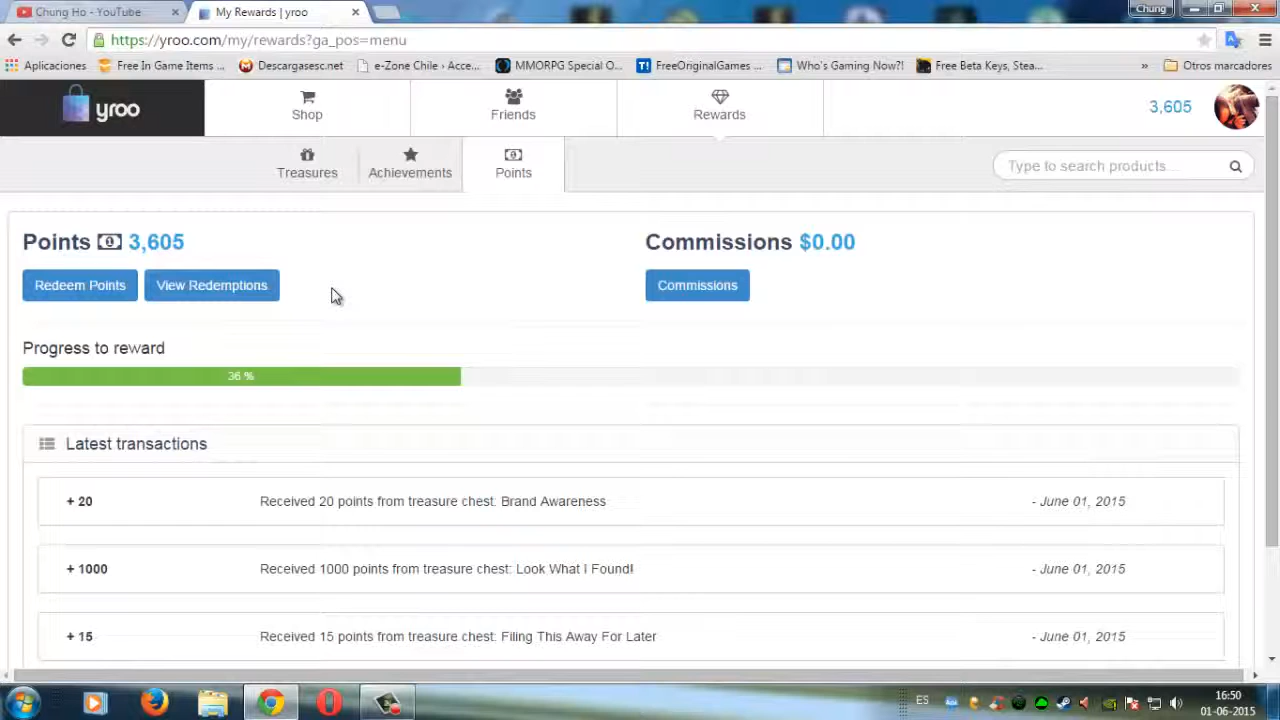 Chung Ho - YouTube
My Rewards | yroo
Chung
https://yroo.com/my/rewards?ga_pos=menu
Aplicaciones
Free In Game Items ...
Descargasesc.net
e-Zone Chile › Acce...
MMORPG Special O...
T! FreeOriginalGames ...
Who's Gaming Now?!
Free Beta Keys, Stea...
»
Otros marcadores
yroo
Shop
Friends
Rewards
3,605
Treasures
Achievements
Points
Type to search products...
Points 3,605
Commissions $0.00
Redeem Points
View Redemptions
Commissions
Progress to reward
36 %
Latest transactions
+ 20 Received 20 points from treasure chest: Brand Awareness - June 01, 2015
+ 1000 Received 1000 points from treasure chest: Look What I Found! - June 01, 2015
+ 15 Received 15 points from treasure chest: Filing This Away For Later - June 01, 2015
ES
16:50
01-06-2015